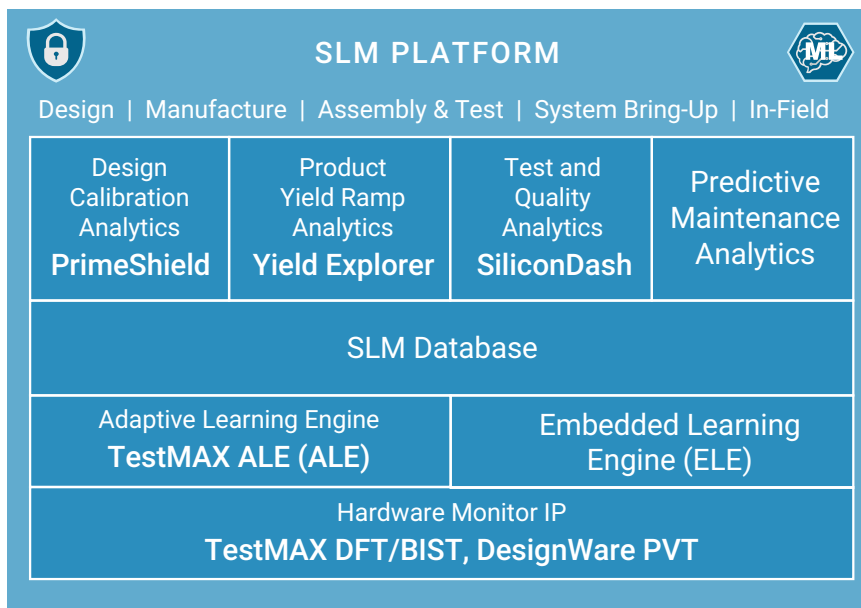 SLM PLATFORM
ML
Design | Manufacture | Assembly & Test | System Bring-Up | In-Field
Design
Calibration
Analytics
PrimeShield
Product
Yield Ramp
Analytics
Yield Explorer
Test and
Quality
Analytics
SiliconDash
Predictive
Maintenance
Analytics
SLM Database
Adaptive Learning Engine
TestMAX ALE (ALE)
Embedded Learning
Engine (ELE)
Hardware Monitor IP
TestMAX DFT/BIST, DesignWare PVT